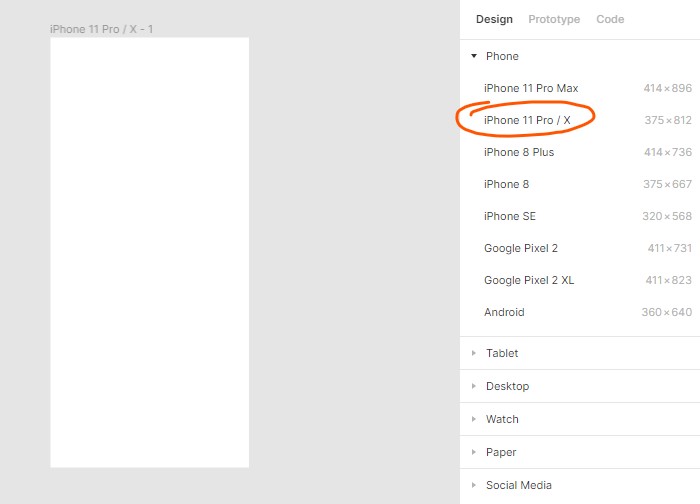 iPhone 11 Pro / X - 1
Design Prototype Code
Phone
iPhone 11 Pro Max 414×896
iPhone 11 Pro / X 375×812
iPhone 8 Plus 414×736
iPhone 8 375×667
iPhone SE 320×568
Google Pixel 2 411×731
Google Pixel 2 XL 411×823
Android 360×640
Tablet
Desktop
Watch
Paper
Social Media